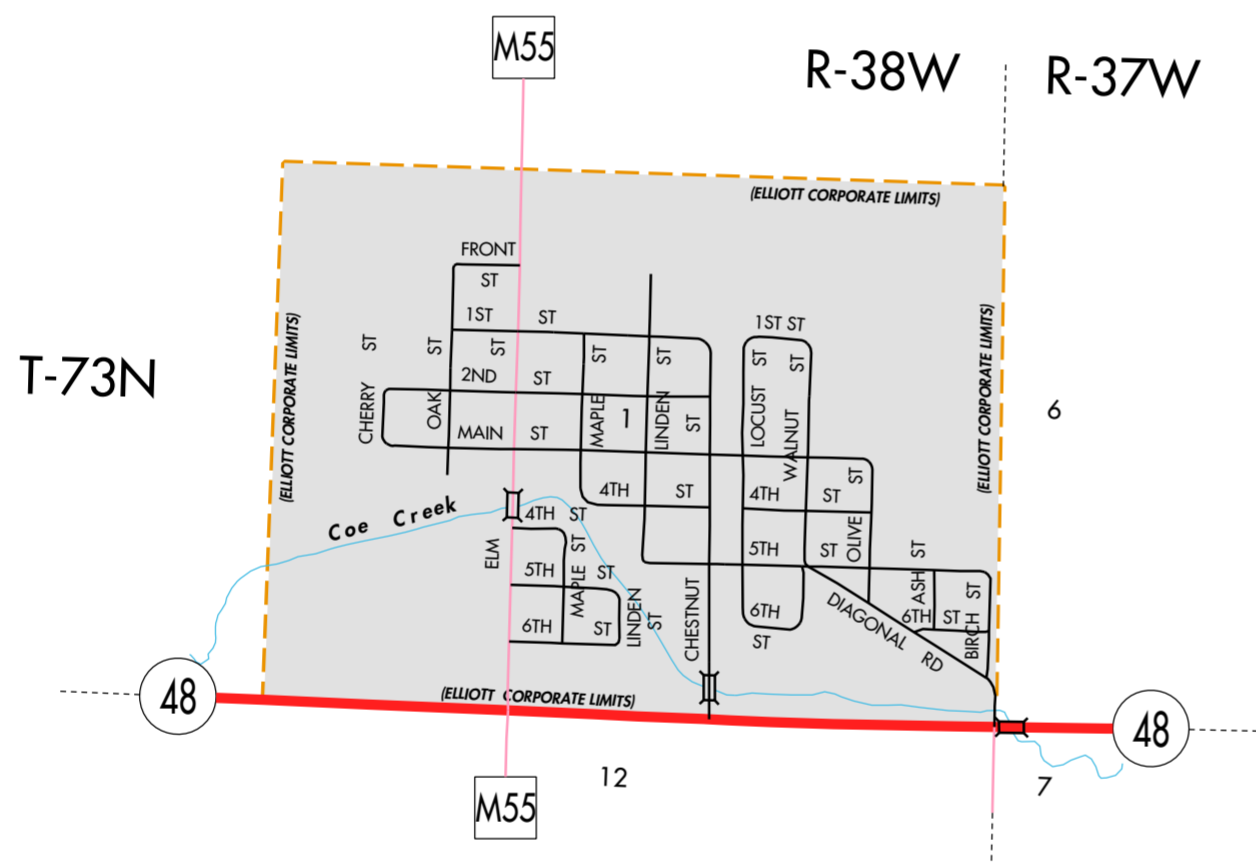 M55
R-38W
R-37W
(ELLIOTT CORPORATE LIMITS)
FRONT
ST
1ST ST
1ST ST
T-73N
(ELLIOTT CORPORATE LIMITS)
CHERRY ST
OAK ST
ST
MAPLE ST
LINDEN ST
ST
LOCUST ST
WALNUT ST
(ELLIOTT CORPORATE LIMITS)
2ND ST
1
6
MAIN ST
4TH ST
4TH ST
OLIVE ST
Coe Creek
4TH ST
ELM
5TH ST
MAPLE ST
5TH ST
ASH ST
6TH ST
LINDEN ST
CHESTNUT
6TH
ST
DIAGONAL RD
6TH ST
BIRCH ST
48
(ELLIOTT CORPORATE LIMITS)
48
12
7
M55